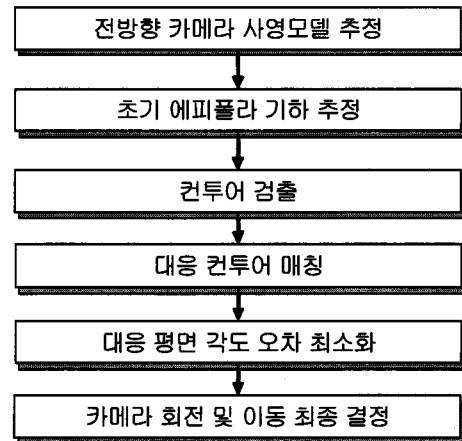 전방향 카메라 사영모델 추정
초기 에피폴라 기하 추정
컨투어 검출
대응 컨투어 매칭
대응 평면 각도 오차 최소화
카메라 회전 및 이동 최종 결정